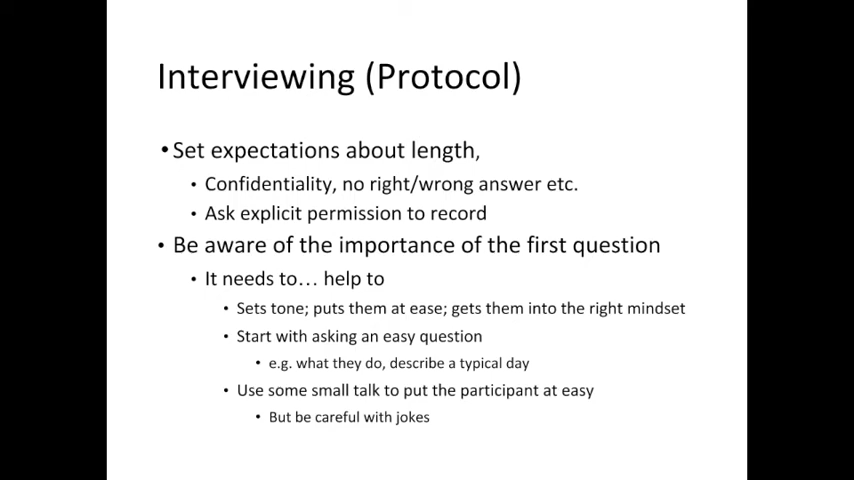 Interviewing (Protocol)
• Set expectations about length,
• Confidentiality, no right/wrong answer etc.
• Ask explicit permission to record
• Be aware of the importance of the first question
• It needs to… help to
• Sets tone; puts them at ease; gets them into the right mindset
• Start with asking an easy question
• e.g. what they do, describe a typical day
• Use some small talk to put the participant at easy
• But be careful with jokes